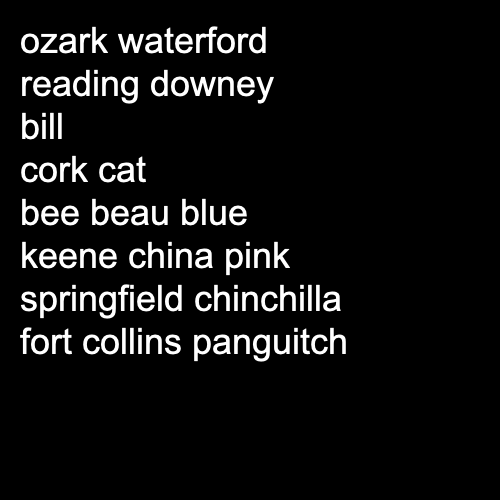 ozark waterford
reading downey
bill
cork cat
bee beau blue
keene china pink
springfield chinchilla
fort collins panguitch